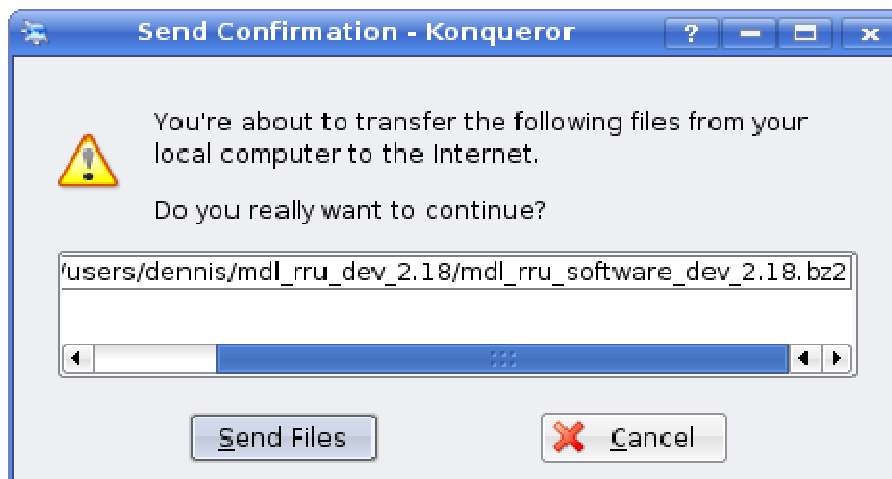 Send Confirmation - Konqueror
You're about to transfer the following files from your
local computer to the Internet.
Do you really want to continue?
/users/dennis/mdl_rru_dev_2.18/mdl_rru_software_dev_2.18.bz2
Send Files
Cancel